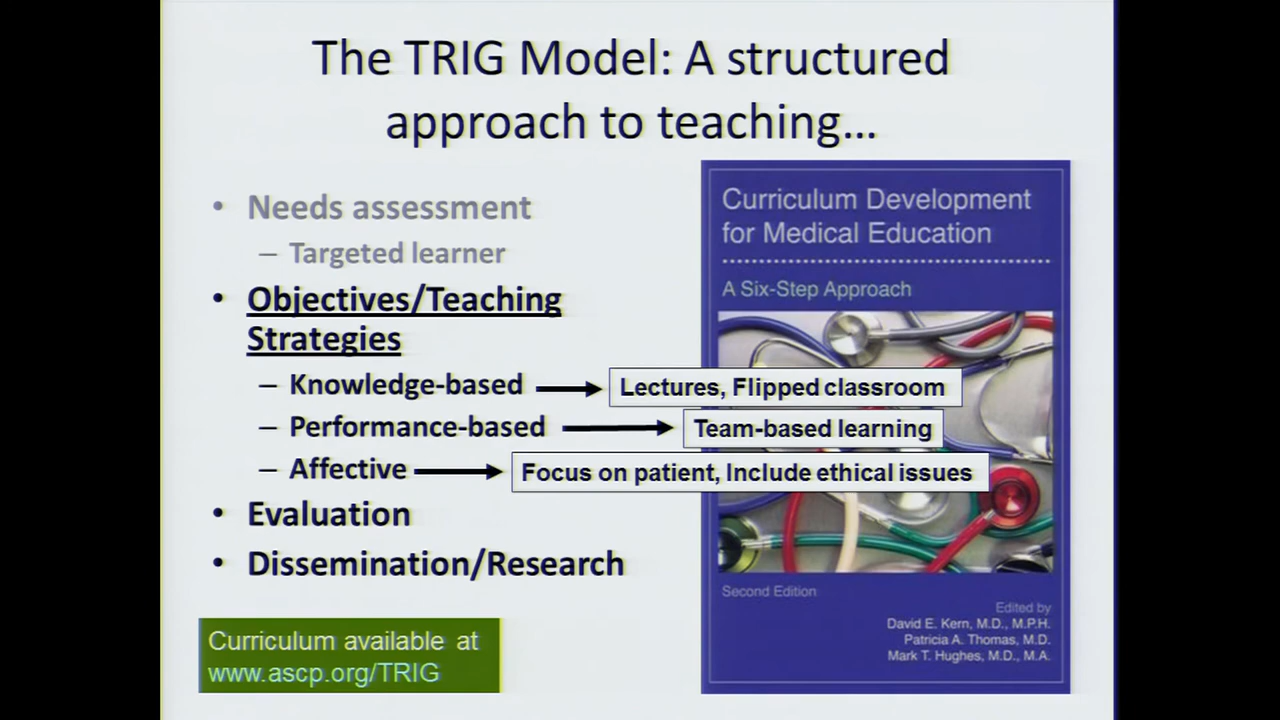 The TRIG Model: A structured
approach to teaching...
• Needs assessment
– Targeted learner
• Objectives/Teaching
Strategies
– Knowledge-based
Lectures, Flipped classroom
– Performance-based
Team-based learning
– Affective
Focus on patient, Include ethical issues
• Evaluation
• Dissemination/Research
Curriculum available at
www.ascp.org/TRIG
Curriculum Development
for Medical Education
A Six-Step Approach
Second Edition
Edited by
David E. Kern, M.D., M.P.H.
Patricia A. Thomas, M.D.
Mark T. Hughes, M.D., M.A.